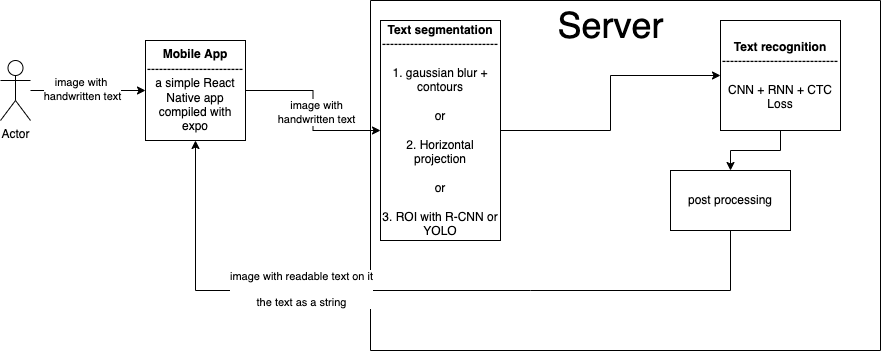 Server
Text segmentation
1. gaussian blur +
contours
or
2. Horizontal
projection
or
3. ROI with R-CNN or
YOLO
Text recognition
CNN + RNN + CTC
Loss
Mobile App
a simple React
Native app
compiled with
expo
image with
handwritten text
Actor
image with
handwritten text
post processing
image with readable text on it
the text as a string